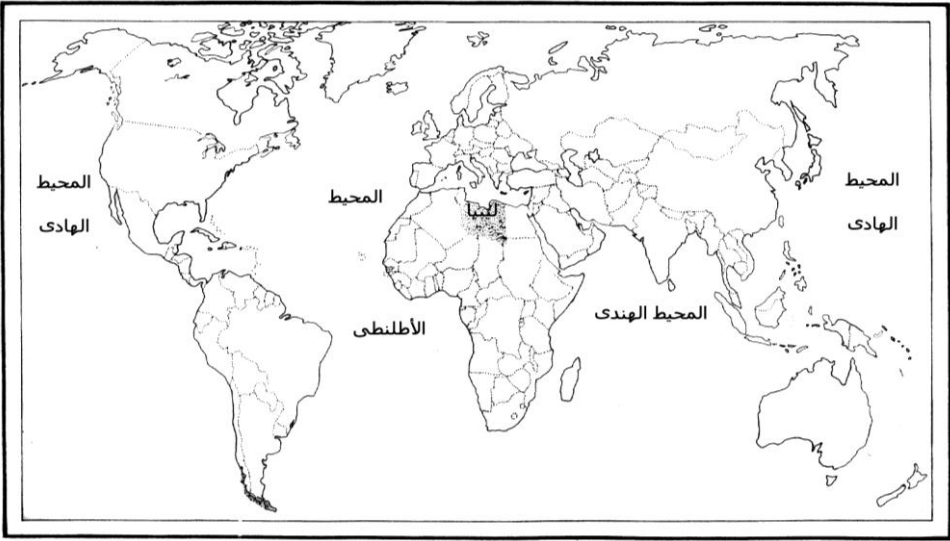 المحيط
الهادى
المحيط
الأطلنطى
ليبيا
المحيط الهندى
المحيط
الهادى